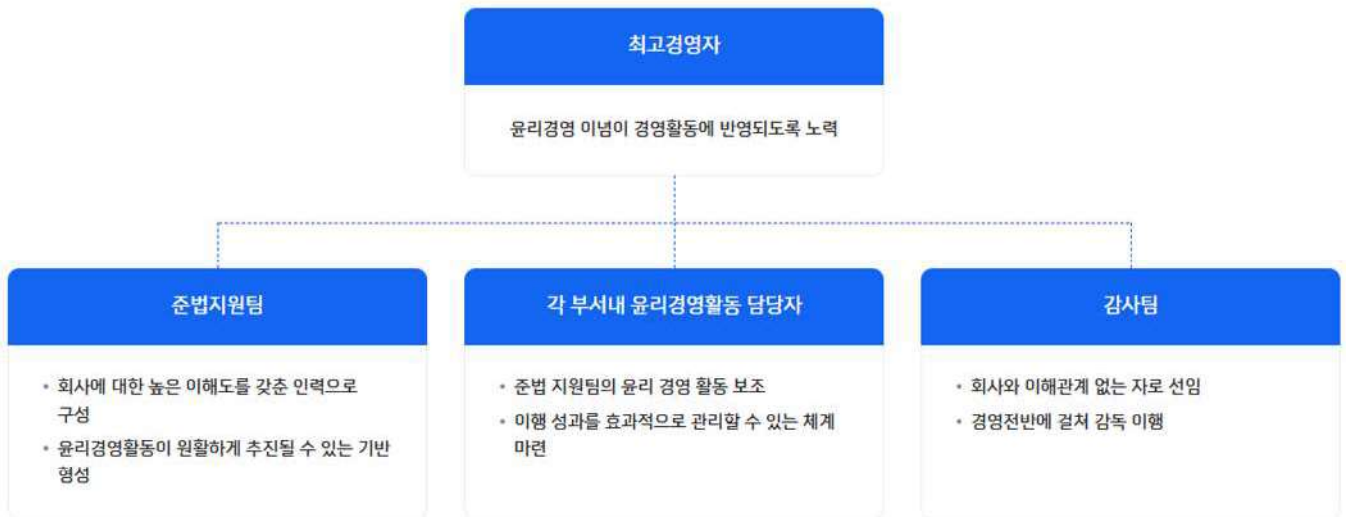 최고경영자
윤리경영 이념이 경영활동에 반영되도록 노력
준법지원팀
• 회사에 대한 높은 이해도를 갖춘 인력으로
구성
• 윤리경영활동이 원활하게 추진될 수 있는 기반
형성
각 부서내 윤리경영활동 담당자
• 준법 지원팀의 윤리 경영 활동 보조
• 이행 성과를 효과적으로 관리할 수 있는 체계
마련
감사팀
• 회사와 이해관계 없는 자로 선임
• 경영전반에 걸쳐 감독 이행